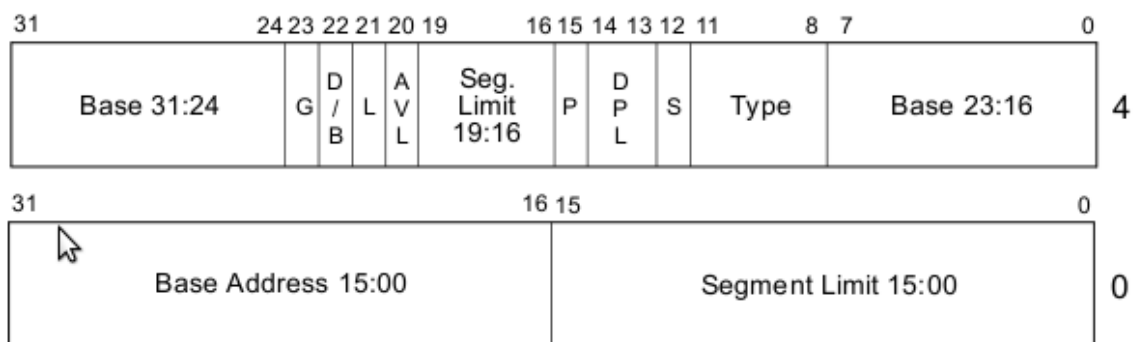 31 24 23 22 21 20 19 16 15 14 13 12 11 8 7 0
Base 31:24 G D/B L AVL Seg. Limit 19:16 P DPL S Type Base 23:16 4
31 16 15 0
Base Address 15:00 Segment Limit 15:00 0